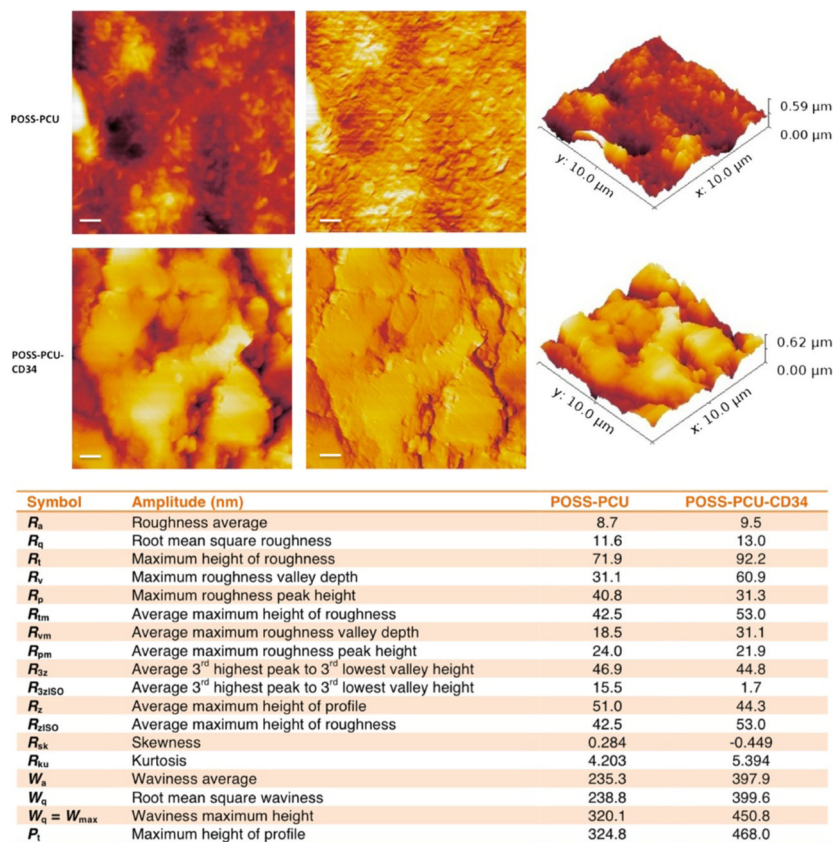 POSS-PCU
0.59 µm
0.00 µm
y: 10.0 µm
x: 10.0 µm
POSS-PCU-
CD34
0.62 µm
0.00 µm
y: 10.0 µm
x: 10.0 µm
Symbol Amplitude (nm) POSS-PCU POSS-PCU-CD34
Ra Roughness average 8.7 9.5
Rq Root mean square roughness 11.6 13.0
Rt Maximum height of roughness 71.9 92.2
Rv Maximum roughness valley depth 31.1 60.9
Rp Maximum roughness peak height 40.8 31.3
Rtm Average maximum height of roughness 42.5 53.0
Rvm Average maximum roughness valley depth 18.5 31.1
Rpm Average maximum roughness peak height 24.0 21.9
R3z Average 3rd highest peak to 3rd lowest valley height 46.9 44.8
R3zISO Average 3rd highest peak to 3rd lowest valley height 15.5 1.7
Rz Average maximum height of profile 51.0 44.3
RzISO Average maximum height of roughness 42.5 53.0
Rsk Skewness 0.284 -0.449
Rku Kurtosis 4.203 5.394
Wa Waviness average 235.3 397.9
Wq Root mean square waviness 238.8 399.6
Wq = Wmax Waviness maximum height 320.1 450.8
Pt Maximum height of profile 324.8 468.0